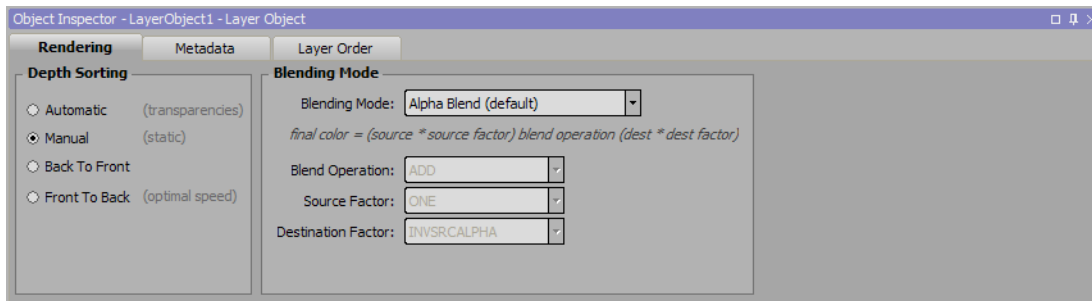 Object Inspector - LayerObject1 - Layer Object
Rendering
Metadata
Layer Order
Depth Sorting
Automatic (transparencies)
Manual (static)
Back To Front
Front To Back (optimal speed)
Blending Mode
Blending Mode: Alpha Blend (default)
final color = (source * source factor) blend operation (dest * dest factor)
Blend Operation: ADD
Source Factor: ONE
Destination Factor: INVSRCALPHA